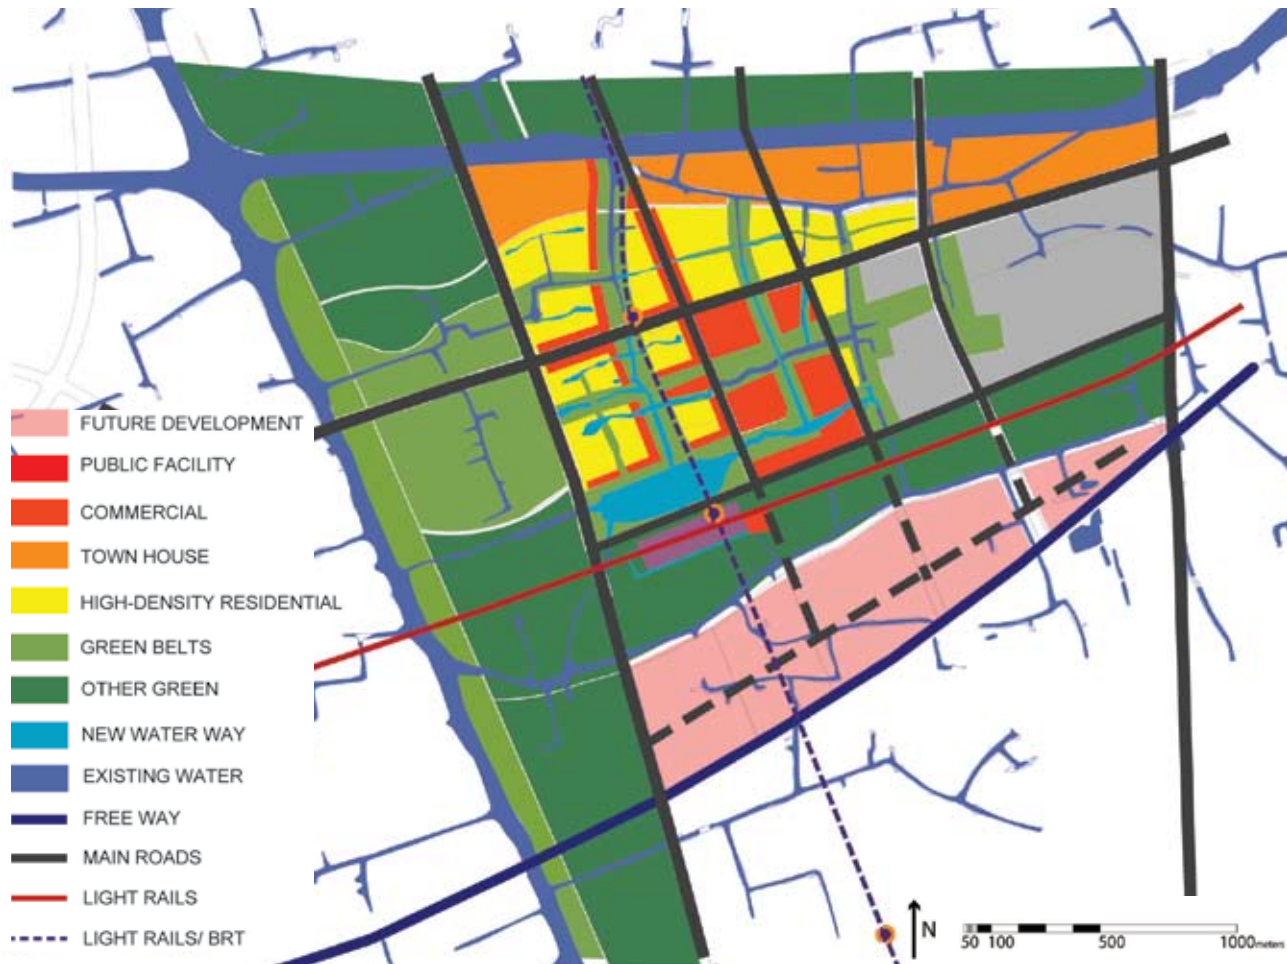 FUTURE DEVELOPMENT
PUBLIC FACILITY
COMMERCIAL
TOWN HOUSE
HIGH-DENSITY RESIDENTIAL
GREEN BELTS
OTHER GREEN
NEW WATER WAY
EXISTING WATER
FREE WAY
MAIN ROADS
LIGHT RAILS
LIGHT RAILS/ BRT
N
50 100 500 1000meters